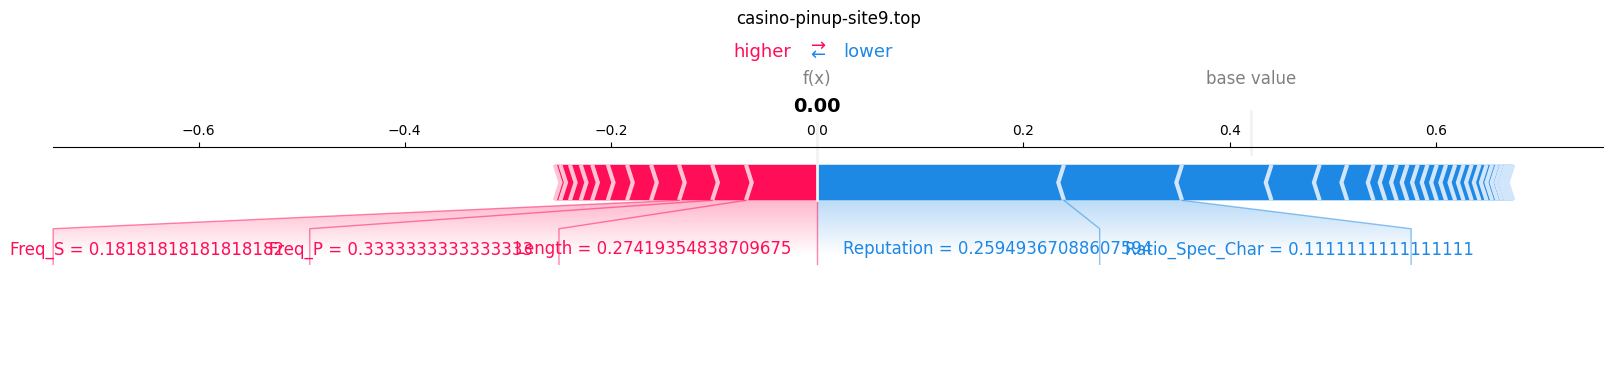 casino-pinup-site9.top
higher → ← lower
f(x) base value
0.00
−0.6 −0.4 −0.2 0.0 0.2 0.4 0.6
Freq_S = 0.18181818181818182 Freq_P = 0.3333333333333333 Length = 0.27419354838709675 Reputation = 0.25949367088607594 Ratio_Spec_Char = 0.1111111111111111